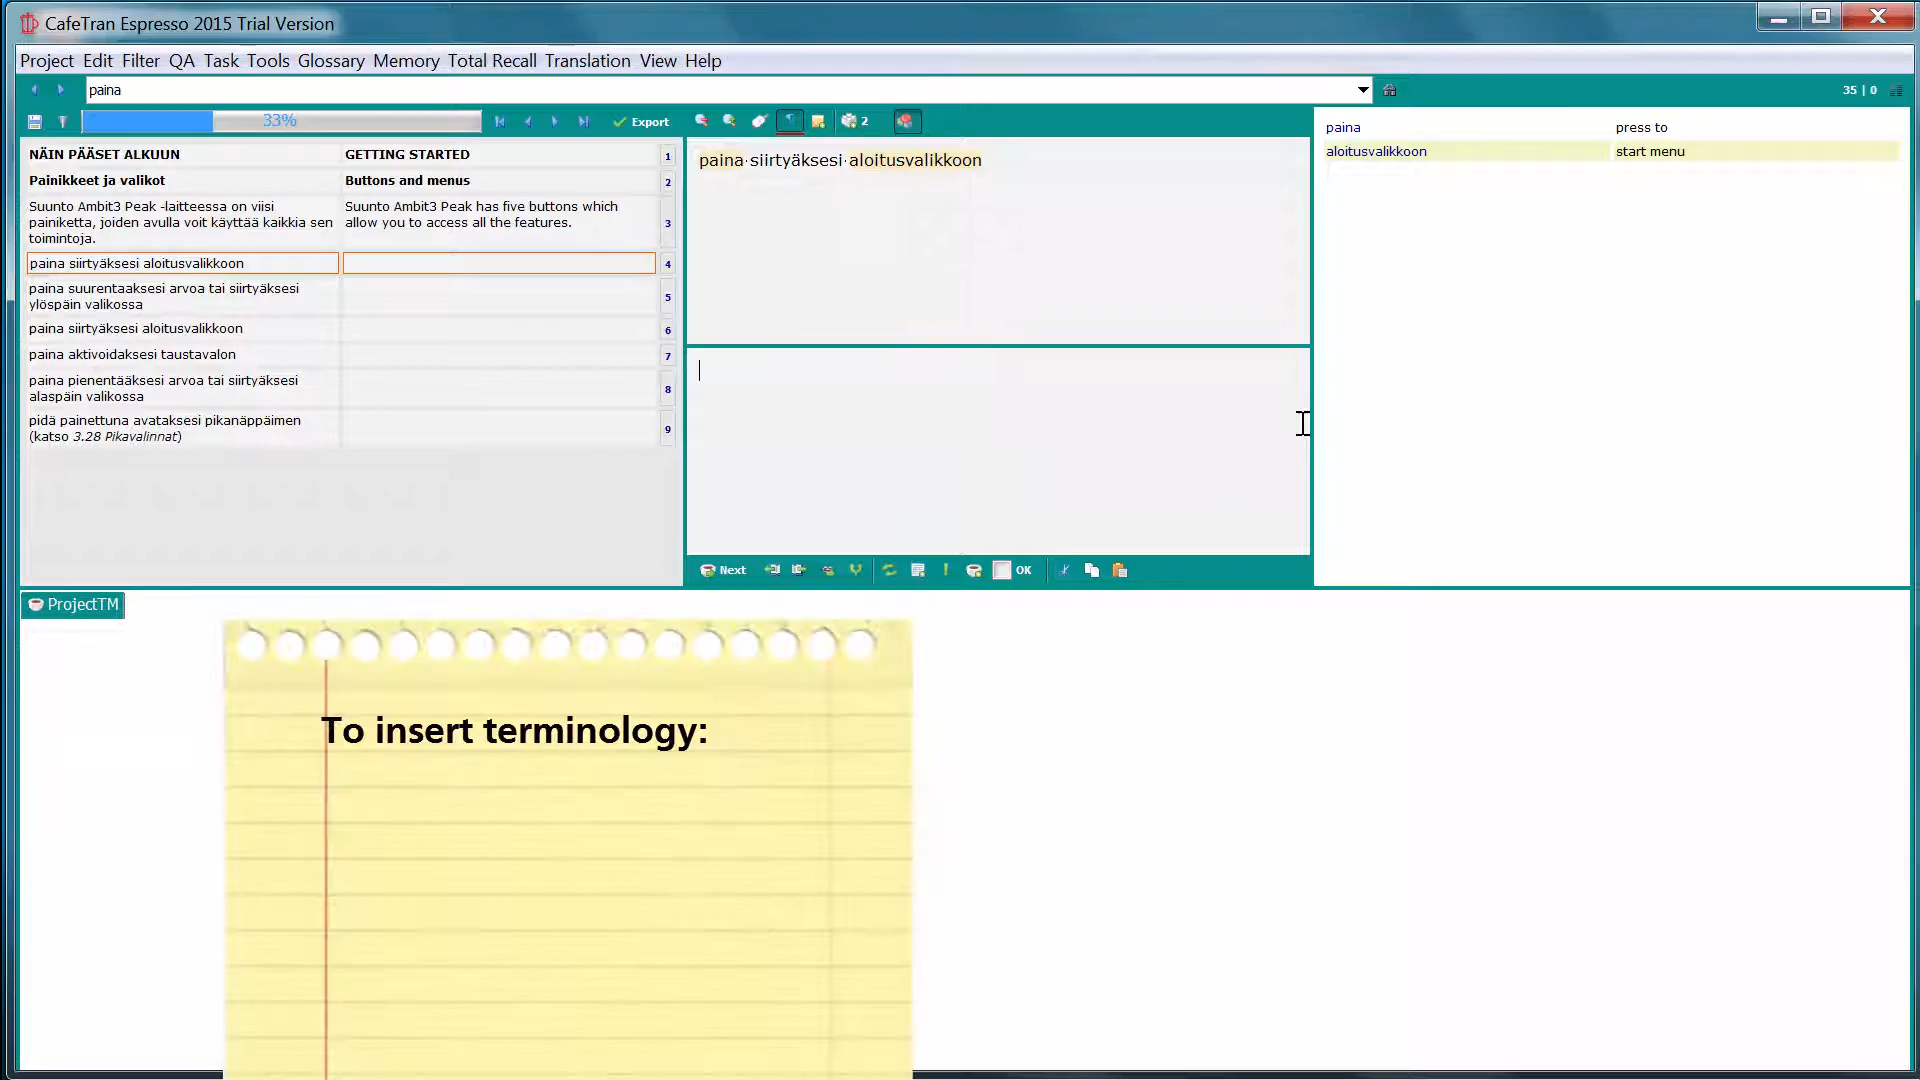 CafeTran Espresso 2015 Trial Version
Project Edit Filter QA Task Tools Glossary Memory Total Recall Translation View Help
paina
35 | 0
33%
Export
2
NÄIN PÄÄSET ALKUUN
GETTING STARTED
1
Painikkeet ja valikot
Buttons and menus
2
Suunto Ambit3 Peak -laitteessa on viisi
painiketta, joiden avulla voit käyttää kaikkia sen
toimintoja.
Suunto Ambit3 Peak has five buttons which
allow you to access all the features.
3
paina siirtyäksesi aloitusvalikkoon
4
paina suurentaaksesi arvoa tai siirtyäksesi
ylöspäin valikossa
5
paina siirtyäksesi aloitusvalikkoon
6
paina aktivoidaksesi taustavalon
7
paina pienentääksesi arvoa tai siirtyäksesi
alaspäin valikossa
8
pidä painettuna avataksesi pikanäppäimen
(katso 3.28 Pikavalinnat)
9
paina·siirtyäksesi·aloitusvalikkoon
Next
OK
paina
press to
aloitusvalikkoon
start menu
ProjectTM
To insert terminology: